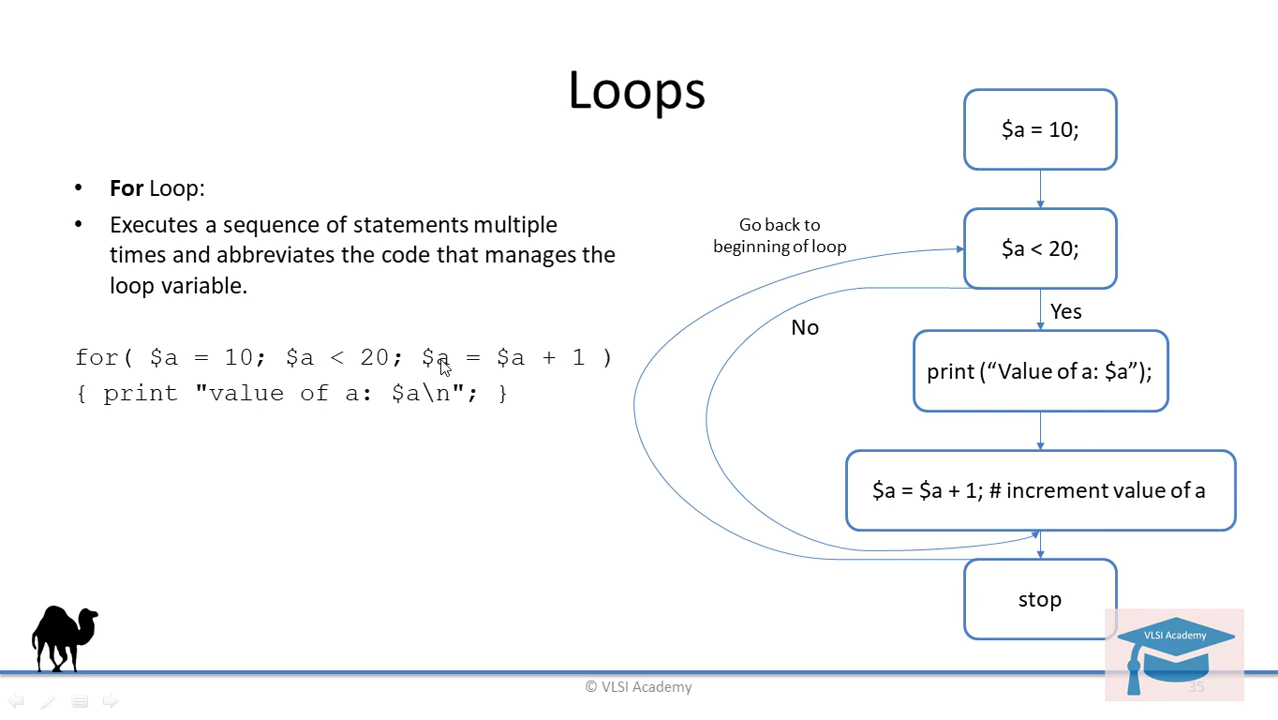 Loops
• For Loop:
• Executes a sequence of statements multiple
times and abbreviates the code that manages the
loop variable.
for( $a = 10; $a < 20; $a = $a + 1 )
{ print "value of a: $a\n"; }
$a = 10;
Go back to
beginning of loop
$a < 20;
Yes
No
print (“Value of a: $a”);
$a = $a + 1; # increment value of a
stop
VLSI Academy
© VLSI Academy
35